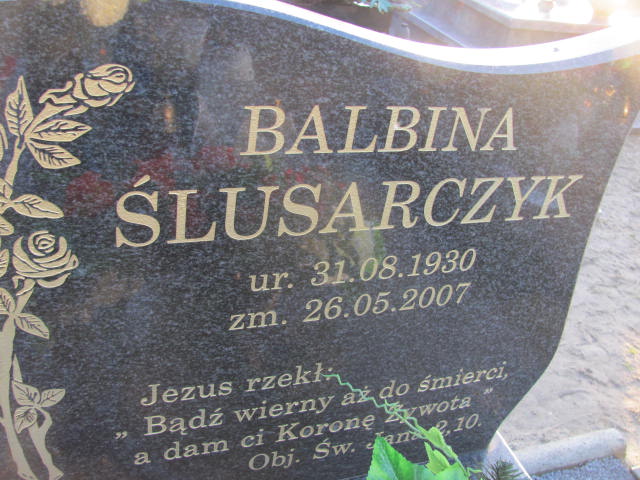 BALBINA
ŚLUSARCZYK
ur. 31.08.1930
zm. 26.05.2007
Jezus rzekł:
„ Bądź wierny aż do śmierci,
a dam ci Koronę Żywota ”
Obj. Św. Jana 2.10.